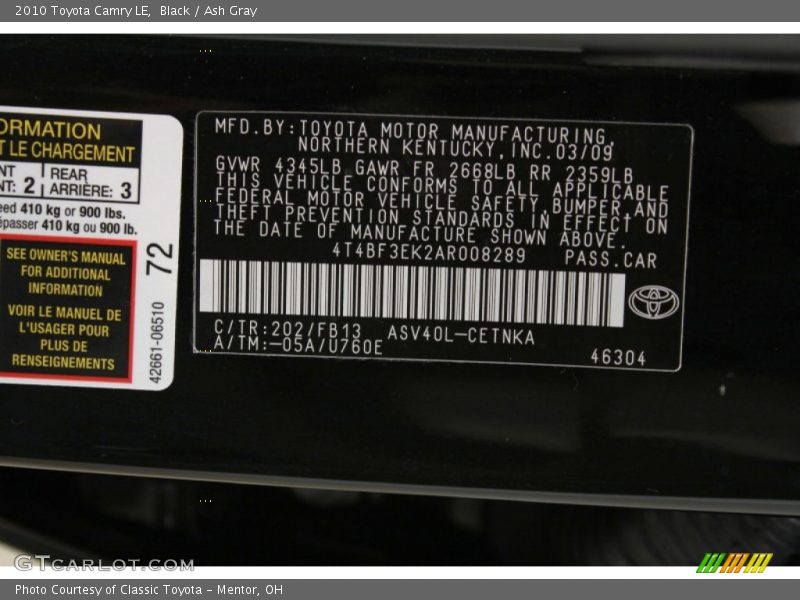 2010 Toyota Camry LE, Black / Ash Gray
ORMATION
T LE CHARGEMENT
NT
NT: 2
REAR
ARRIÈRE: 3
eed 410 kg or 900 lbs.
épasser 410 kg ou 900 lb.
SEE OWNER'S MANUAL
FOR ADDITIONAL
INFORMATION
VOIR LE MANUEL DE
L'USAGER POUR
PLUS DE
RENSEIGNEMENTS
72
42661-06510
MFD.BY:TOYOTA MOTOR MANUFACTURING,
NORTHERN KENTUCKY,INC.03/09
GVWR 4345LB GAWR FR 2668LB RR 2359LB
THIS VEHICLE CONFORMS TO ALL APPLICABLE
FEDERAL MOTOR VEHICLE SAFETY,BUMPER,AND
THEFT PREVENTION STANDARDS IN EFFECT ON
THE DATE OF MANUFACTURE SHOWN ABOVE.
4T4BF3EK2AR008289 PASS.CAR
C/TR:202/FB13 ASV40L-CETNKA
A/TM:-05A/U760E
46304
GTCARLOT.COM
Photo Courtesy of Classic Toyota - Mentor, OH